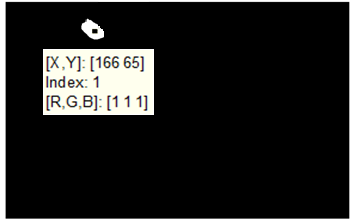 [X,Y]: [166 65]
Index: 1
[R,G,B]: [1 1 1]